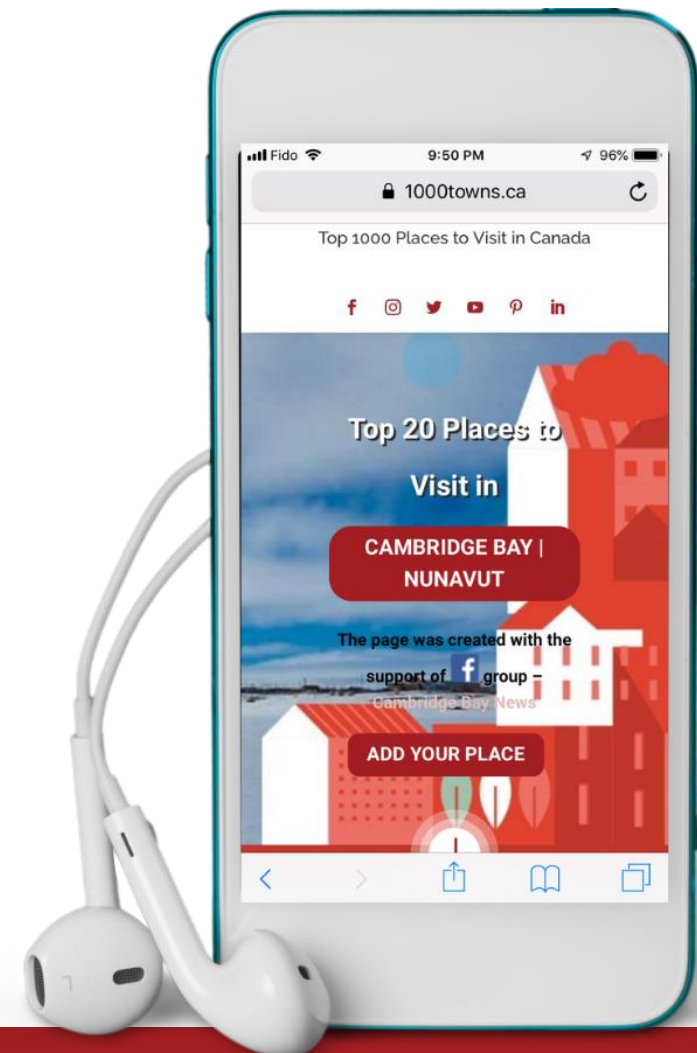 Fido 9:50 PM 96%
1000towns.ca
Top 1000 Places to Visit in Canada
Top 20 Places to
Visit in
CAMBRIDGE BAY |
NUNAVUT
The page was created with the
support of f group –
Cambridge Bay News
ADD YOUR PLACE